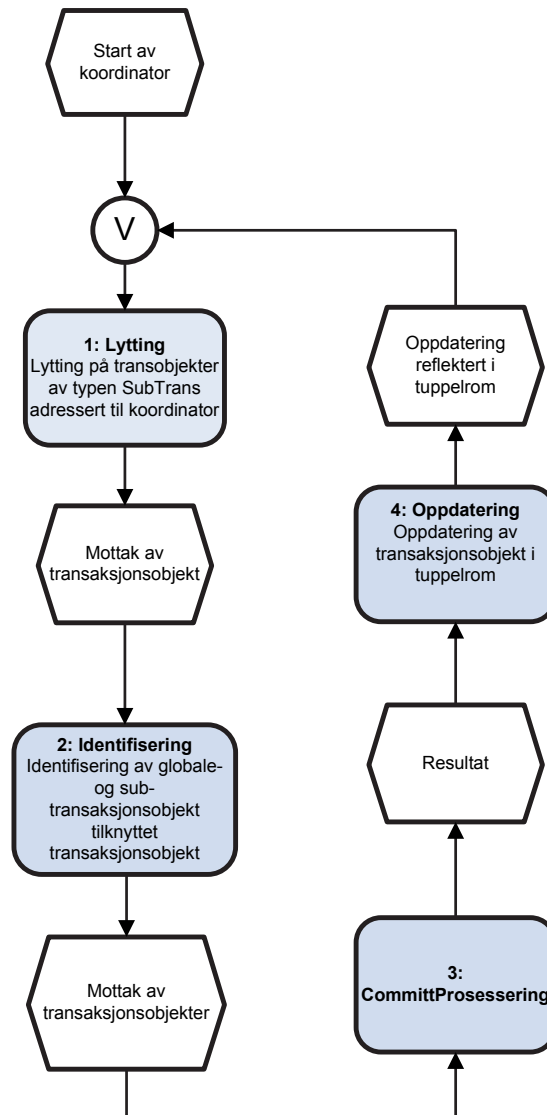 Start av
koordinator
V
1: Lytting
Lytting på transobjekter
av typen SubTrans
adressert til koordinator
Mottak av
transaksjonsobjekt
2: Identifisering
Identifisering av globale-
og sub-
transaksjonsobjekt
tilknyttet
transaksjonsobjekt
Mottak av
transaksjonsobjekter
3:
CommittProsessering
Resultat
4: Oppdatering
Oppdatering av
transaksjonsobjekt i
tuppelrom
Oppdatering
reflektert i
tuppelrom